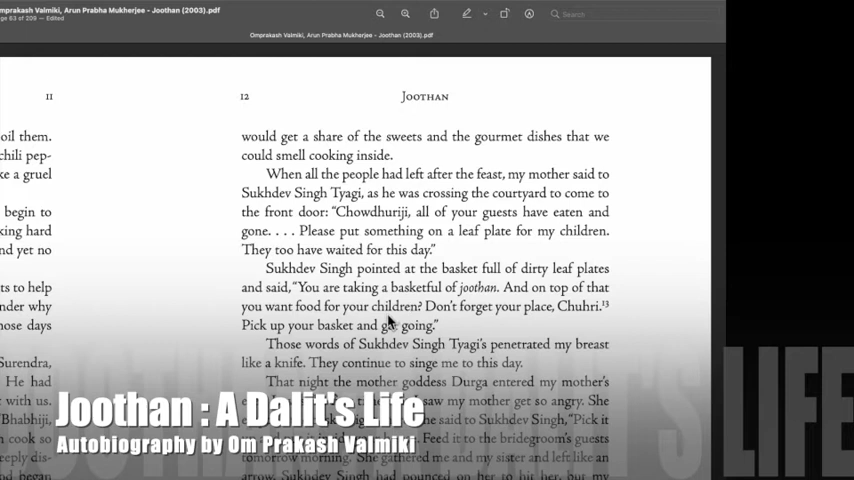 mprakash Valmiki, Arun Prabha Mukherjee - Joothan (2003).pdf
ge 63 of 209 — Edited
Search
Omprakash Valmiki, Arun Prabha Mukherjee - Joothan (2003).pdf
11
oil them.
chili pep-
ke a gruel
begin to
king hard
nd yet no
ts to help
nder why
hose days
Surendra,
He had
with us.
Bhabhiji,
cook so
eeply dis-
nd began
12 Joothan
would get a share of the sweets and the gourmet dishes that we
could smell cooking inside.
When all the people had left after the feast, my mother said to
Sukhdev Singh Tyagi, as he was crossing the courtyard to come to
the front door: “Chowdhuriji, all of your guests have eaten and
gone. . . . Please put something on a leaf plate for my children.
They too have waited for this day.”
Sukhdev Singh pointed at the basket full of dirty leaf plates
and said, “You are taking a basketful of joothan. And on top of that
you want food for your children? Don’t forget your place, Chuhri.13
Pick up your basket and get going.”
Those words of Sukhdev Singh Tyagi’s penetrated my breast
like a knife. They continue to singe me to this day.
That night the mother goddess Durga entered my mother’s
saw my mother get so angry. She
said to Sukhdev Singh, “Pick it
Feed it to the bridegroom’s guests
tomorrow morning. She gathered me and my sister and left like an
arrow. Sukhdev Singh had pounced on her to hit her, but my
Joothan : A Dalit's Life
Autobiography by Om Prakash Valmiki
T'S LIFE